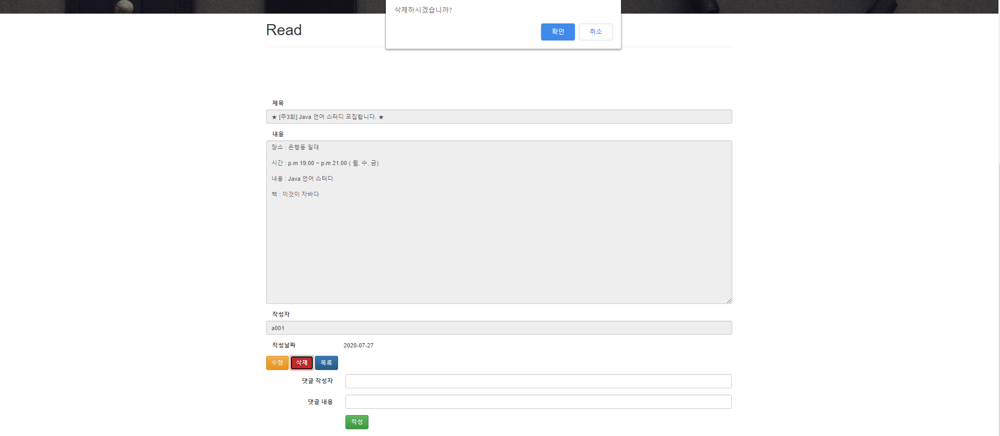 삭제하시겠습니까?
확인 취소
Read
제목
★ [주3회] Java 언어 스터디 모집합니다. ★
내용
장소 : 은행동 일대
시간 : p.m 19:00 ~ p.m 21:00 ( 월, 수, 금)
내용 : Java 언어 스터디
책 : 이것이 자바다
작성자
a001
작성날짜 2020-07-27
수정 삭제 목록
댓글 작성자
댓글 내용
작성